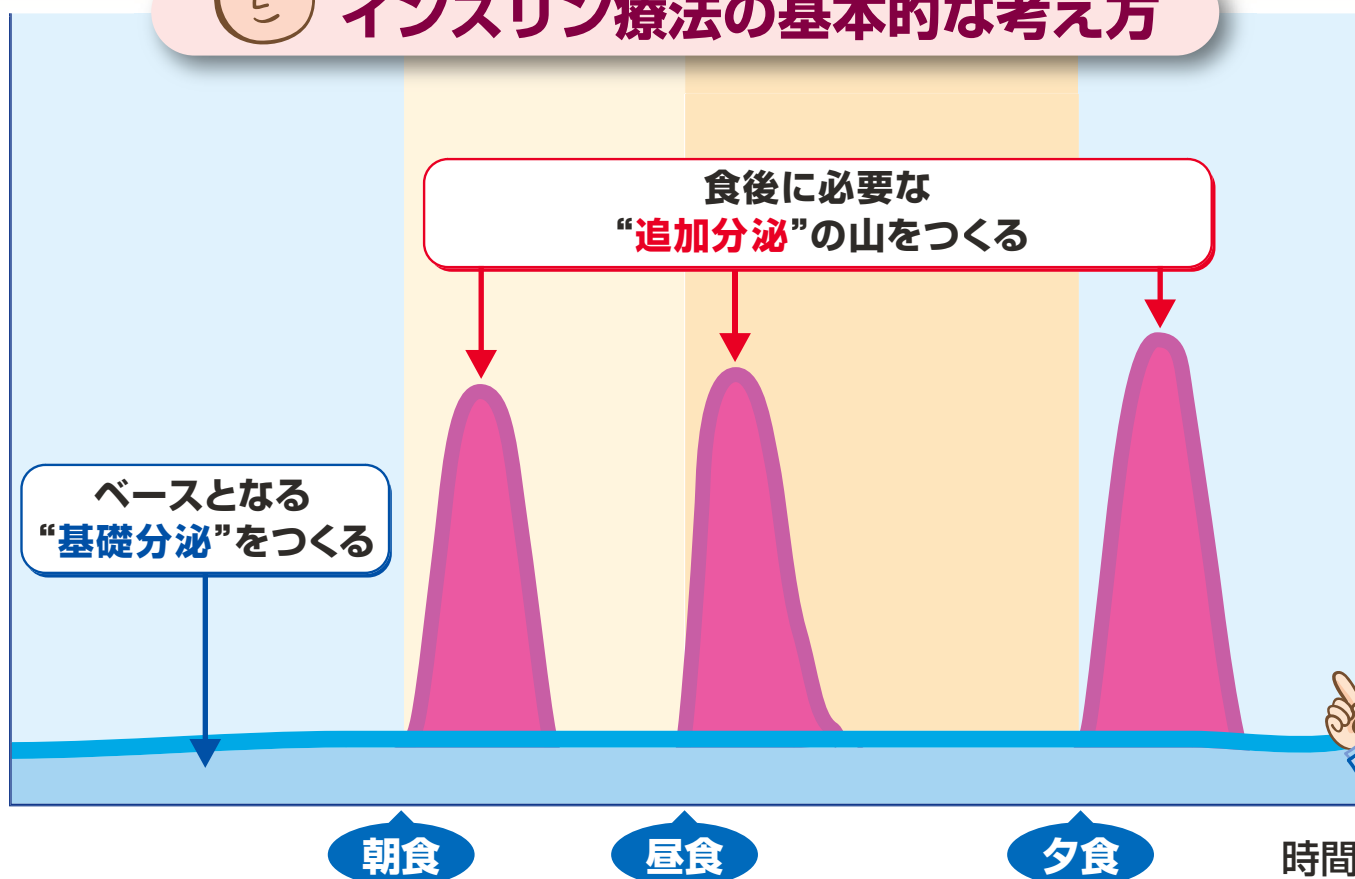 インスリン療法の基本的な考え方
食後に必要な
“追加分泌”の山をつくる
ベースとなる
“基礎分泌”をつくる
朝食
昼食
夕食
時間